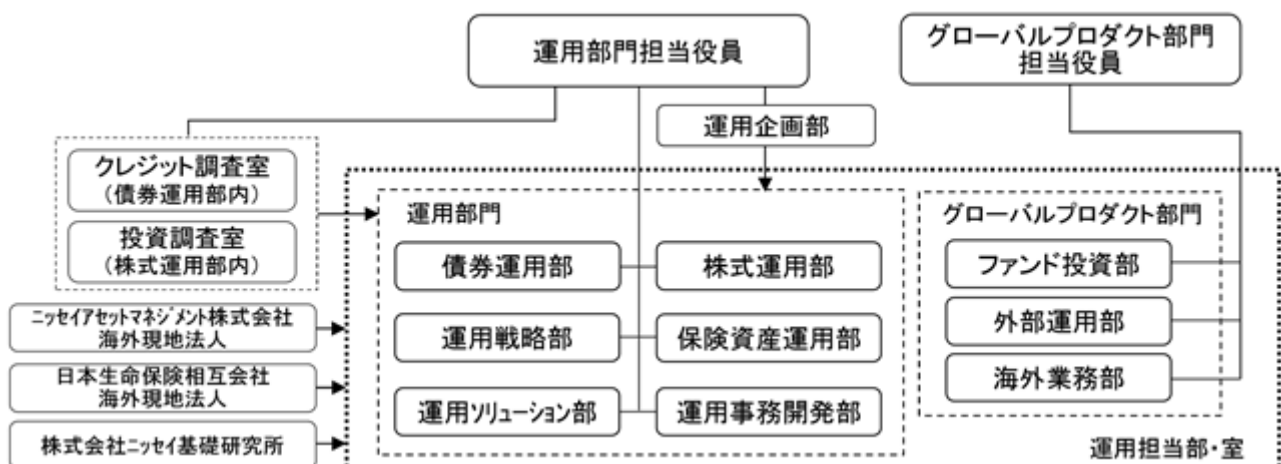 運用部門担当役員
グローバルプロダクト部門
担当役員
運用企画部
クレジット調査室
(債券運用部内)
投資調査室
(株式運用部内)
ニッセイアセットマネジメント株式会社
海外現地法人
日本生命保険相互会社
海外現地法人
株式会社ニッセイ基礎研究所
運用部門
債券運用部
株式運用部
運用戦略部
保険資産運用部
運用ソリューション部
運用事務開発部
グローバルプロダクト部門
ファンド投資部
外部運用部
海外業務部
運用担当部・室